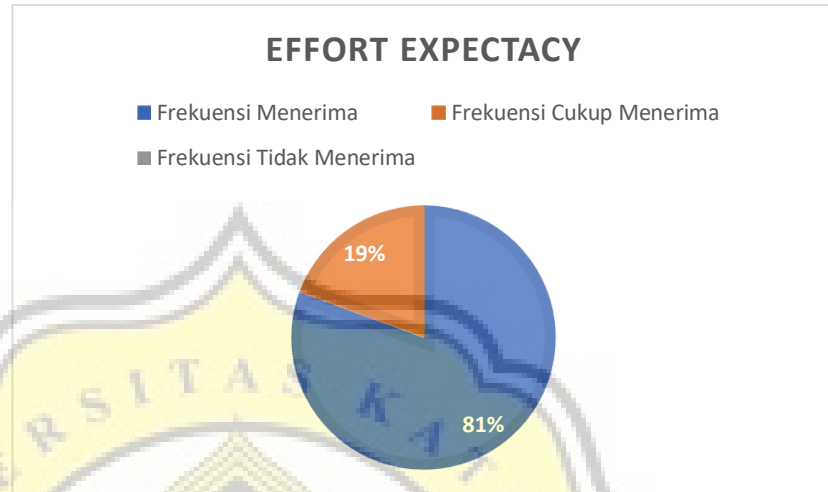 EFFORT EXPECTACY
Frekuensi Menerima
Frekuensi Cukup Menerima
Frekuensi Tidak Menerima
19%
81%
R S I T A S K A T